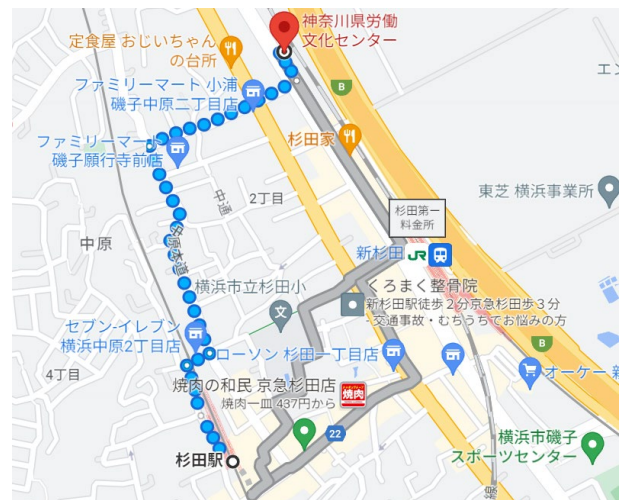 神奈川県労働
文化センター
定食屋 おじいちゃん
の台所
B
エン
ファミリーマート 小浦
磯子中原二丁目店
ファミリーマート
磯子願行寺前店
杉田家
東芝 横浜事業所
2丁目
中通
杉田第一
料金所
中原
新杉田
JR
横浜市立杉田小
文
くろまく整骨院
新杉田駅徒歩２分京急杉田歩３分
- 交通事故・むちうちでお悩みの方
セブン-イレブン
横浜中原2丁目店
ローソン 杉田一丁目店
B
4丁目
オーケー 新
焼肉の和民 京急杉田店
焼肉一皿 437円から
焼肉
22
横浜市磯子
スポーツセンター
杉田駅
線